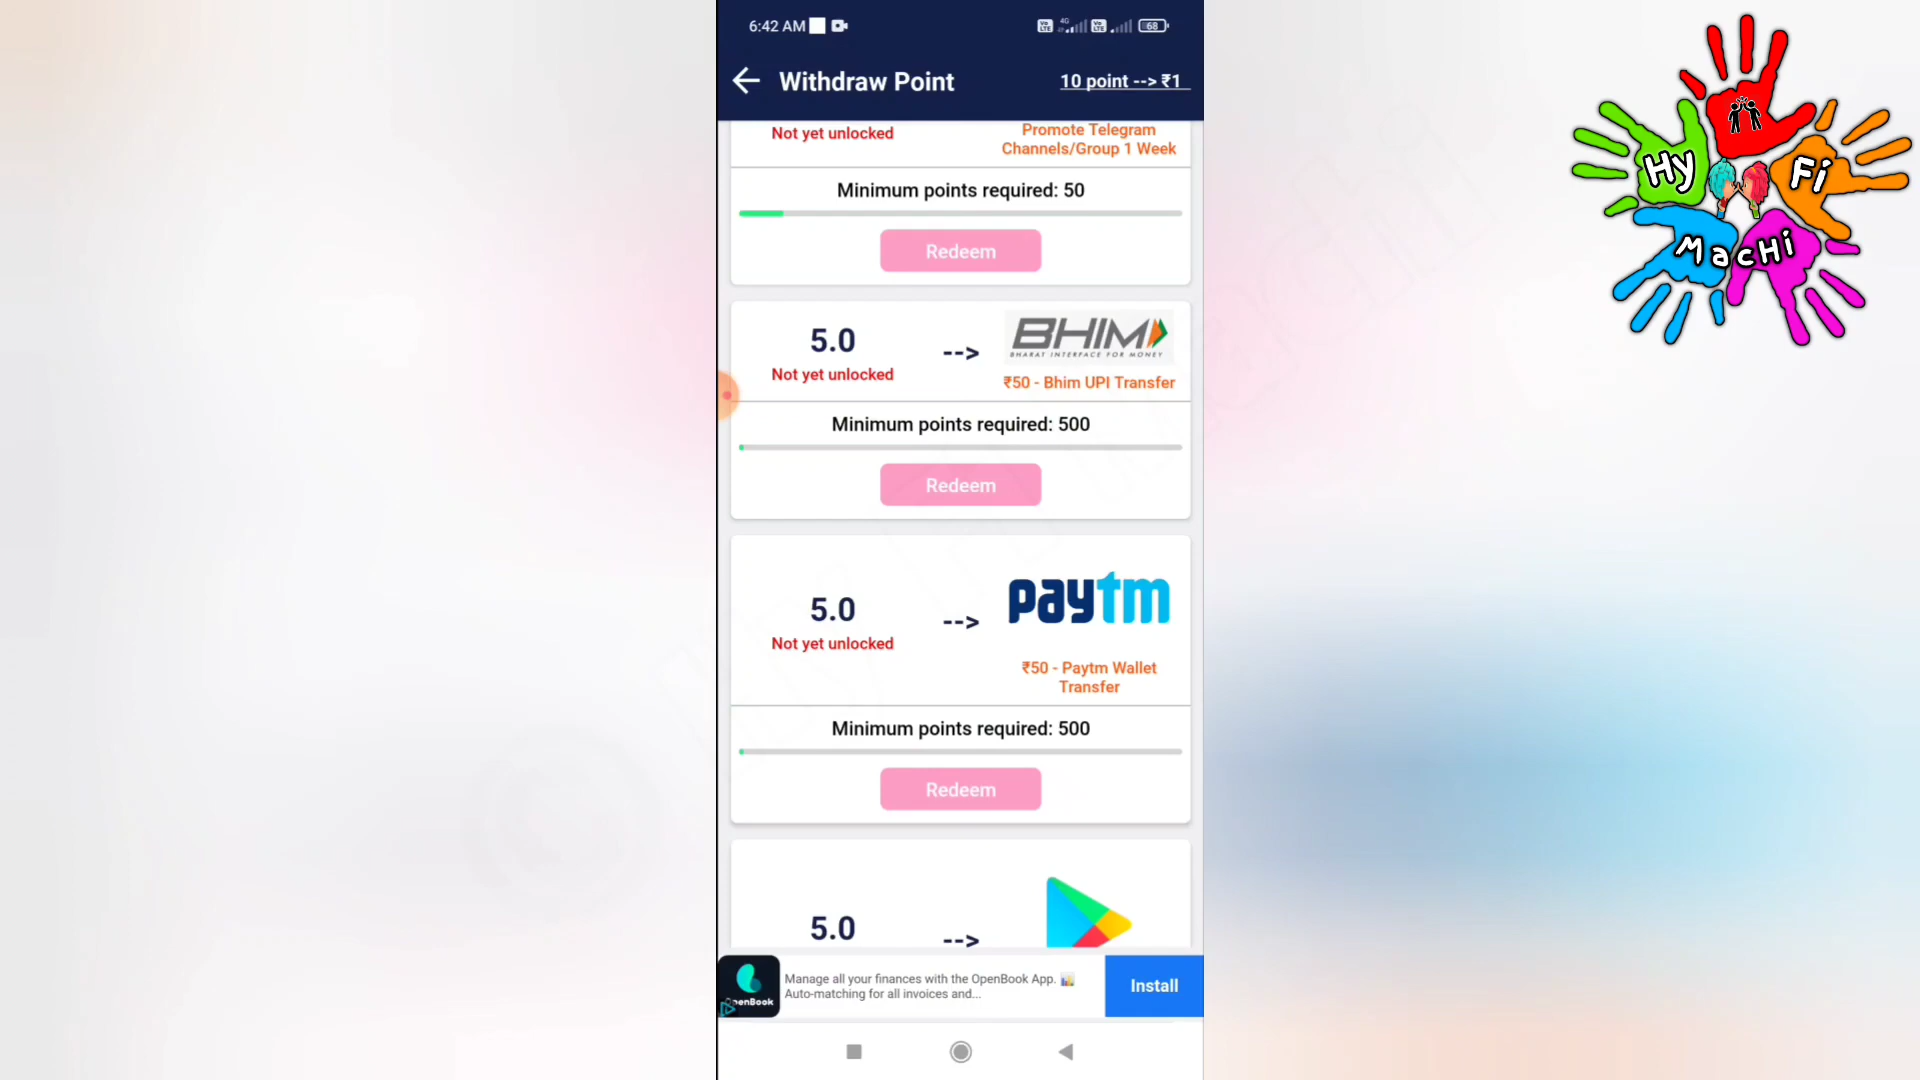 6:42 AM
4G
68
Withdraw Point
10 point --> ₹1
Not yet unlocked
Promote Telegram
Channels/Group 1 Week
Minimum points required: 50
Redeem
5.0
Not yet unlocked
-->
BHIM
BHARAT INTERFACE FOR MONEY
₹50 - Bhim UPI Transfer
Minimum points required: 500
Redeem
5.0
Not yet unlocked
-->
paytm
₹50 - Paytm Wallet
Transfer
Minimum points required: 500
Redeem
5.0
-->
Manage all your finances with the OpenBook App.
Auto-matching for all invoices and...
Install
Hy Fi
MacHi